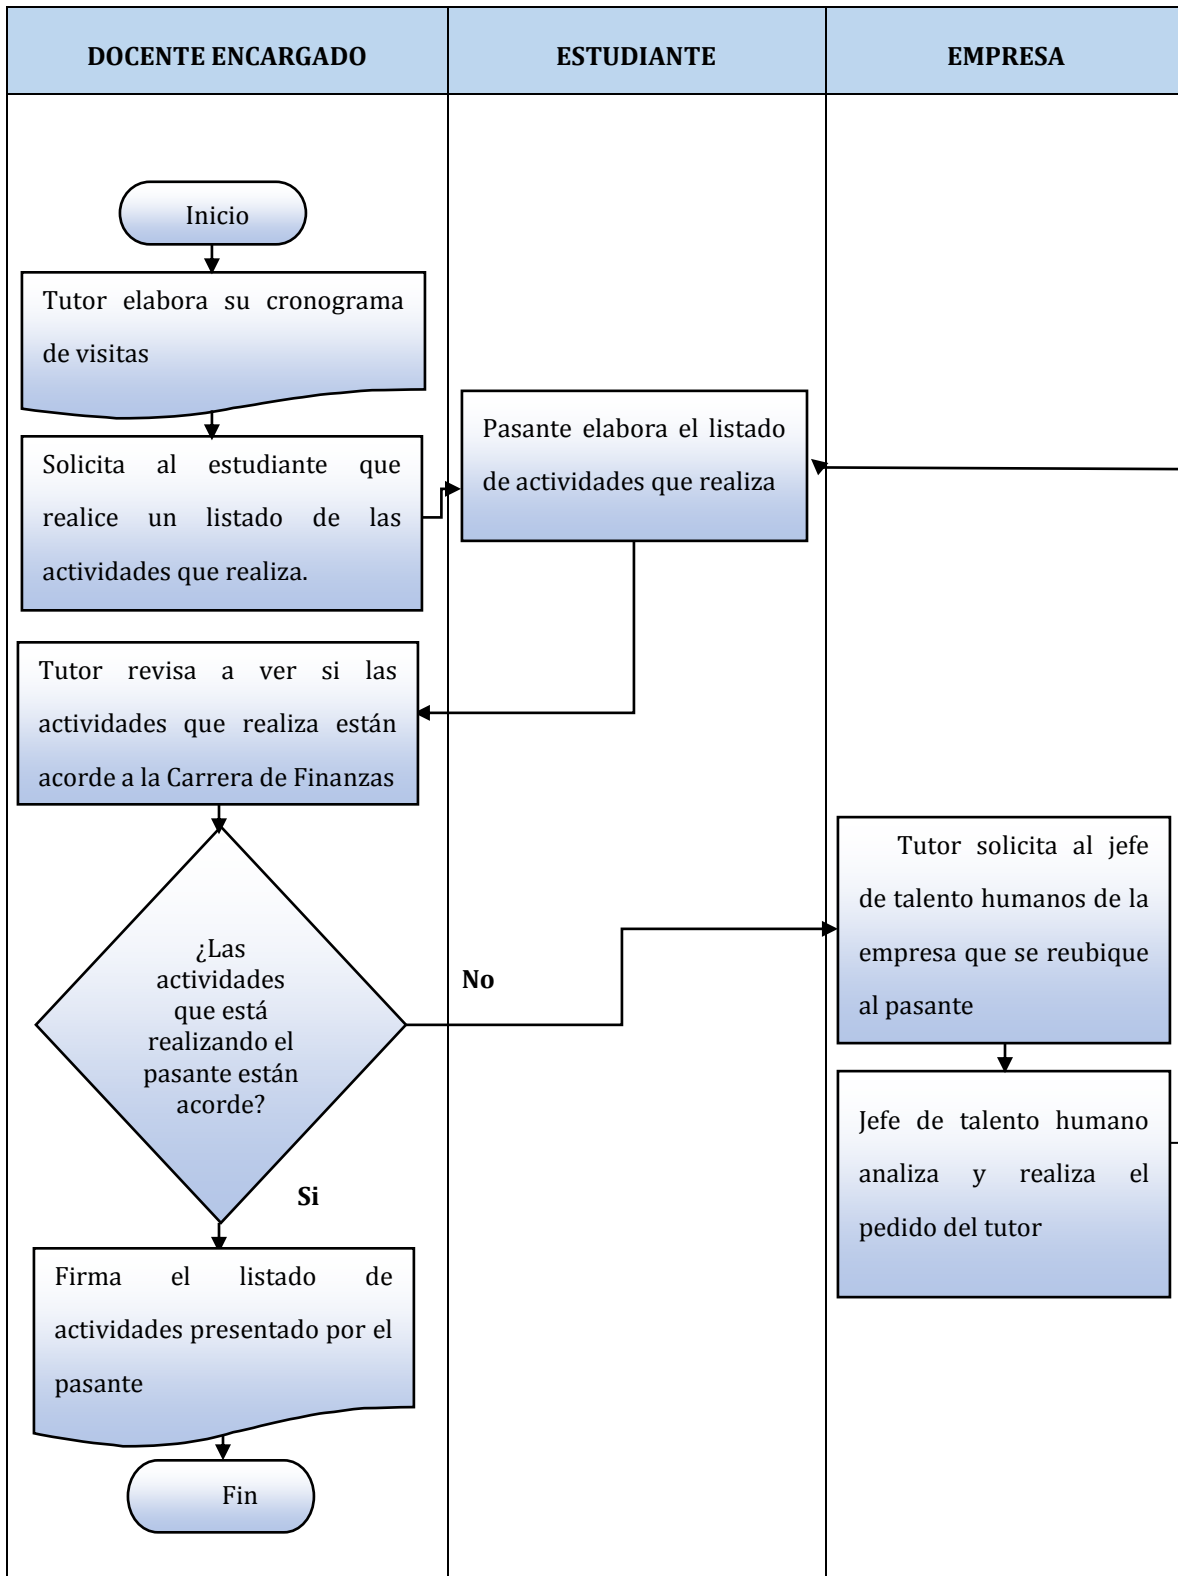 DOCENTE ENCARGADO
ESTUDIANTE
EMPRESA
Inicio
Tutor elabora su cronograma
de visitas
Solicita al estudiante que
realice un listado de las
actividades que realiza.
Pasante elabora el listado
de actividades que realiza
Tutor revisa a ver si las
actividades que realiza están
acorde a la Carrera de Finanzas
¿Las
actividades
que está
realizando el
pasante están
acorde?
No
Tutor solicita al jefe
de talento humanos de la
empresa que se reubique
al pasante
Jefe de talento humano
analiza y realiza el
pedido del tutor
Si
Firma el listado de
actividades presentado por el
pasante
Fin